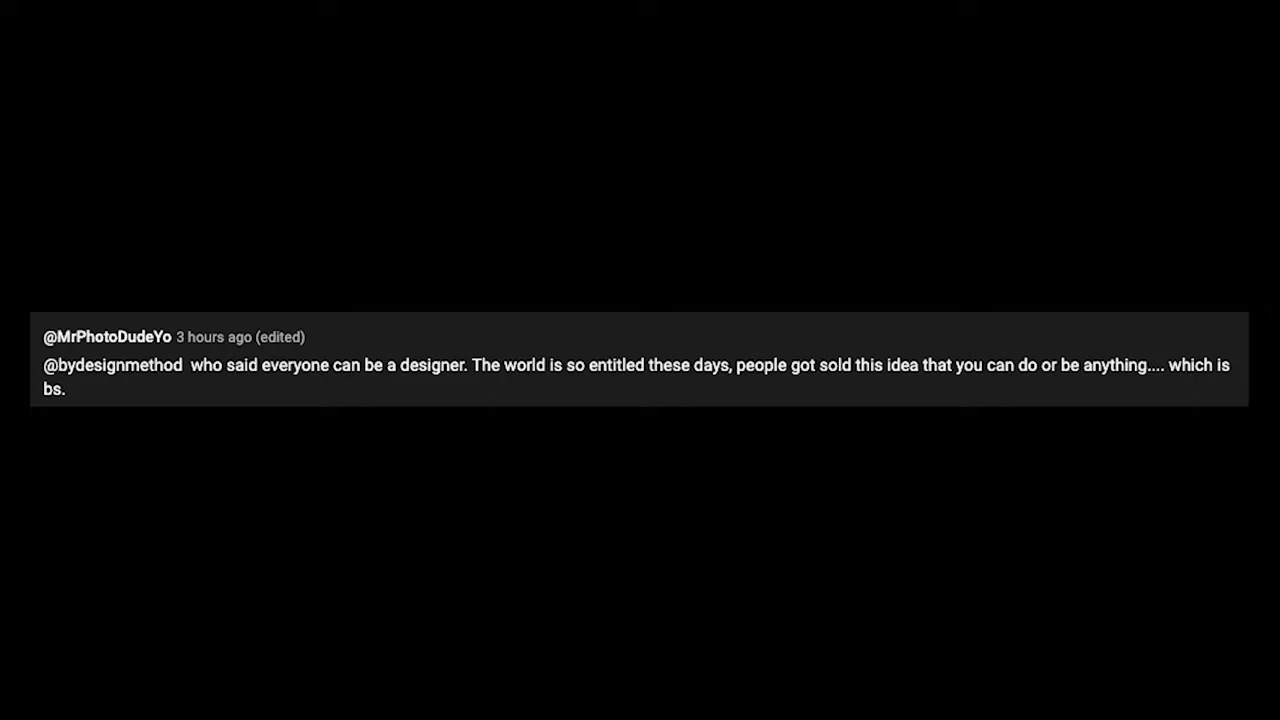 @MrPhotoDudeYo 3 hours ago (edited)
@bydesignmethod who said everyone can be a designer. The world is so entitled these days, people got sold this idea that you can do or be anything.... which is
bs.